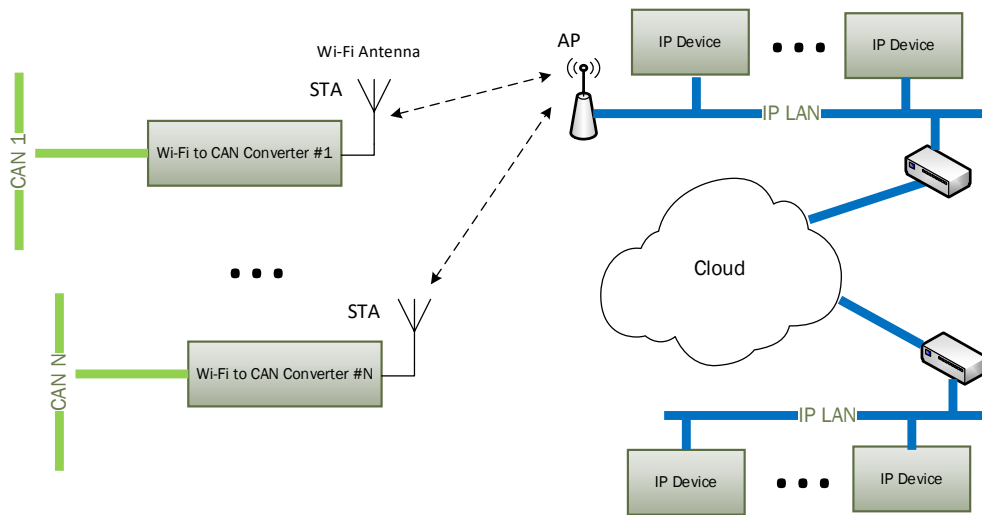 Wi-Fi Antenna
STA
AP
IP Device
IP Device
IP LAN
CAN 1
Wi-Fi to CAN Converter #1
Cloud
STA
CAN N
Wi-Fi to CAN Converter #N
IP LAN
IP Device
IP Device